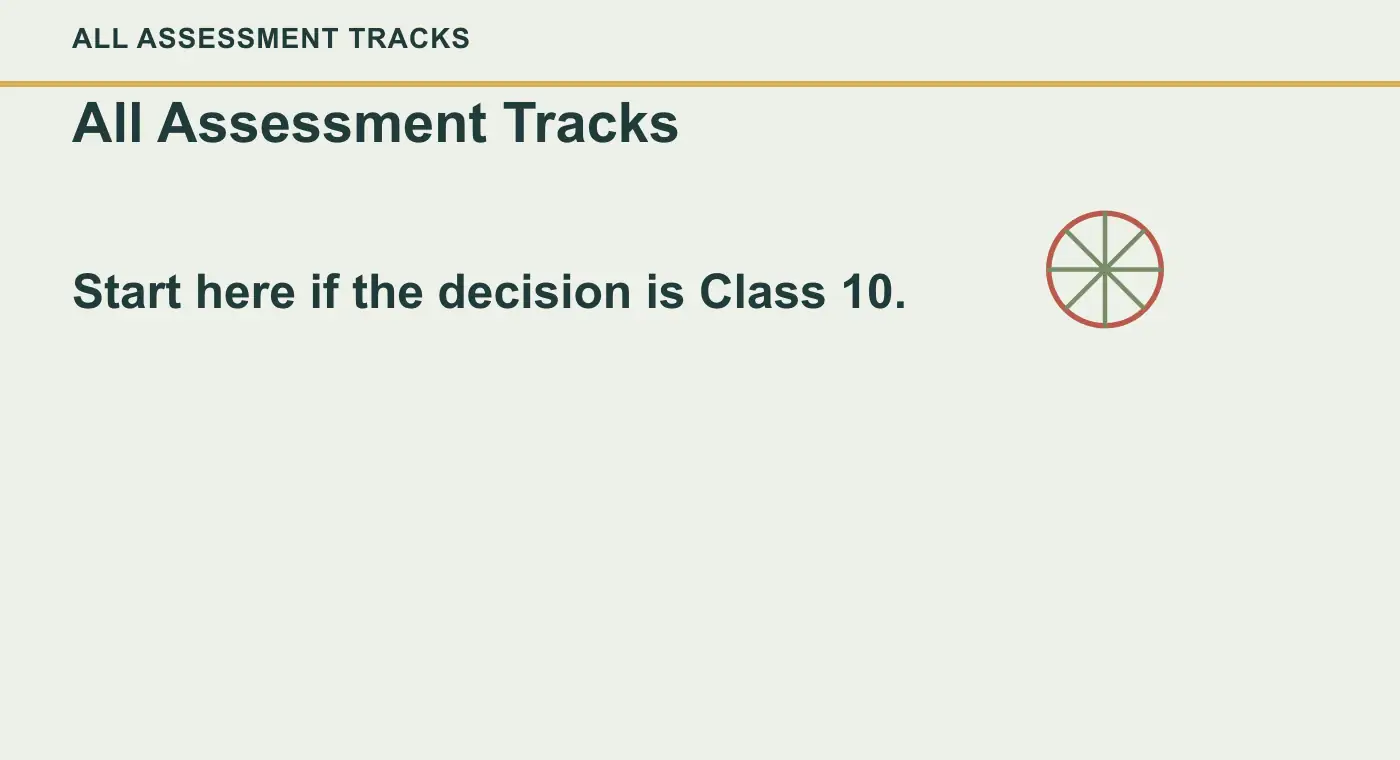 ALL ASSESSMENT TRACKS
All Assessment Tracks
Start here if the decision is Class 10.